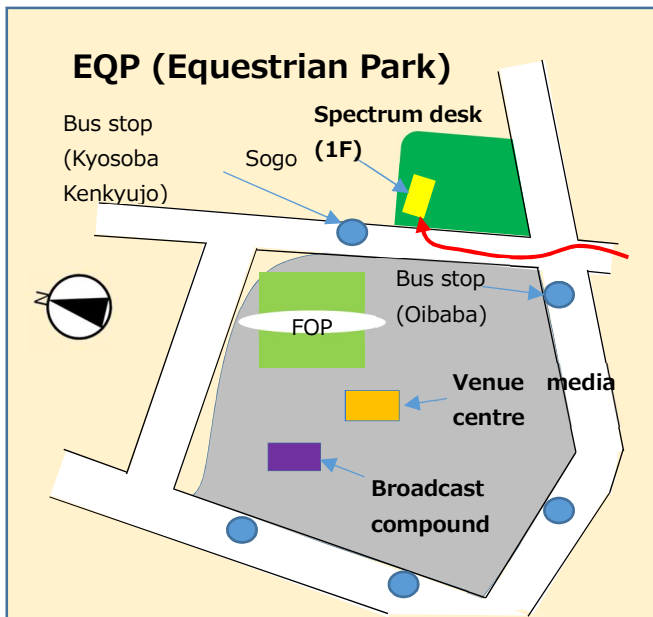 EQP (Equestrian Park)
Bus stop
(Kyosoba Sogo
Kenkyujo)
Spectrum desk
(1F)
N
Bus stop
(Oibaba)
FOP
Venue media
centre
Broadcast
compound